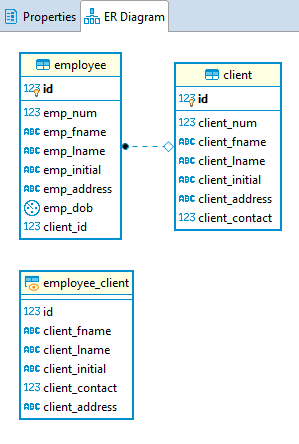 Properties
ER Diagram
employee
123 id
123 emp_num
ABC emp_fname
ABC emp_lname
ABC emp_initial
ABC emp_address
emp_dob
123 client_id
client
123 id
123 client_num
ABC client_fname
ABC client_lname
ABC client_initial
ABC client_address
123 client_contact
employee_client
123 id
ABC client_fname
ABC client_lname
ABC client_initial
123 client_contact
ABC client_address